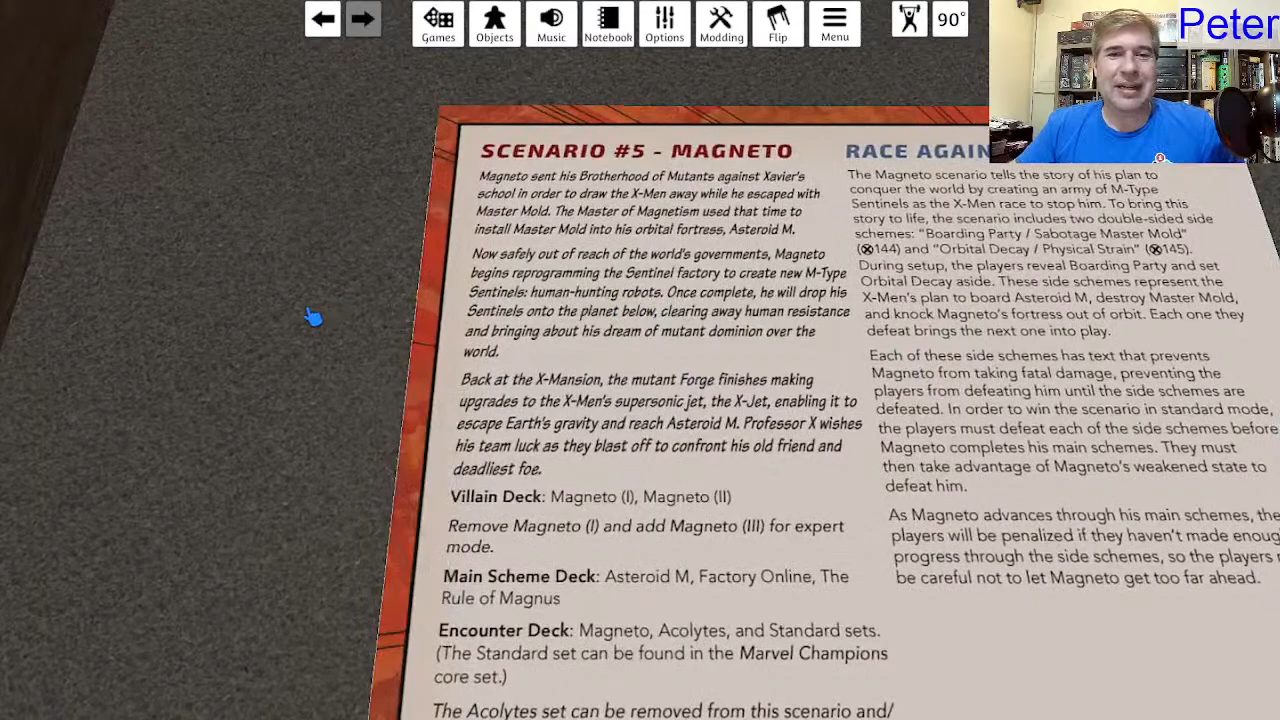 Games
Objects
Music
Notebook
Options
Modding
Flip
Menu
90°
Peter
SCENARIO #5 - MAGNETO
Magneto sent his Brotherhood of Mutants against Xavier's
school in order to draw the X-Men away while he escaped with
Master Mold. The Master of Magnetism used that time to
install Master Mold into his orbital fortress, Asteroid M.
Now safely out of reach of the world's governments, Magneto
begins reprogramming the Sentinel factory to create new M-Type
Sentinels: human-hunting robots. Once complete, he will drop his
Sentinels onto the planet below, clearing away human resistance
and bringing about his dream of mutant dominion over the
world.
Back at the X-Mansion, the mutant Forge finishes making
upgrades to the X-Men's supersonic jet, the X-Jet, enabling it to
escape Earth's gravity and reach Asteroid M. Professor X wishes
his team luck as they blast off to confront his old friend and
deadliest foe.
Villain Deck: Magneto (I), Magneto (II)
Remove Magneto (I) and add Magneto (III) for expert
mode.
Main Scheme Deck: Asteroid M, Factory Online, The
Rule of Magnus
Encounter Deck: Magneto, Acolytes, and Standard sets.
(The Standard set can be found in the Marvel Champions
core set.)
The Acolytes set can be removed from this scenario and/
RACE AGAIN
The Magneto scenario tells the story of his plan to
conquer the world by creating an army of M-Type
Sentinels as the X-Men race to stop him. To bring this
story to life, the scenario includes two double-sided side
schemes: "Boarding Party / Sabotage Master Mold"
(144) and "Orbital Decay / Physical Strain" (145).
During setup, the players reveal Boarding Party and set
Orbital Decay aside. These side schemes represent the
X-Men's plan to board Asteroid M, destroy Master Mold,
and knock Magneto's fortress out of orbit. Each one they
defeat brings the next one into play.
Each of these side schemes has text that prevents
Magneto from taking fatal damage, preventing the
players from defeating him until the side schemes are
defeated. In order to win the scenario in standard mode,
the players must defeat each of the side schemes before
Magneto completes his main schemes. They must
then take advantage of Magneto's weakened state to
defeat him.
As Magneto advances through his main schemes, the
players will be penalized if they haven't made enoug
progress through the side schemes, so the players
be careful not to let Magneto get too far ahead.